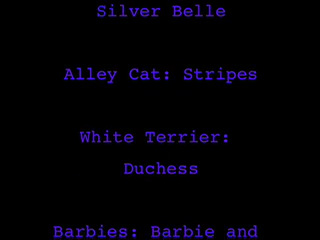 Silver Belle
Alley Cat: Stripes
White Terrier:
Duchess
Barbies: Barbie and